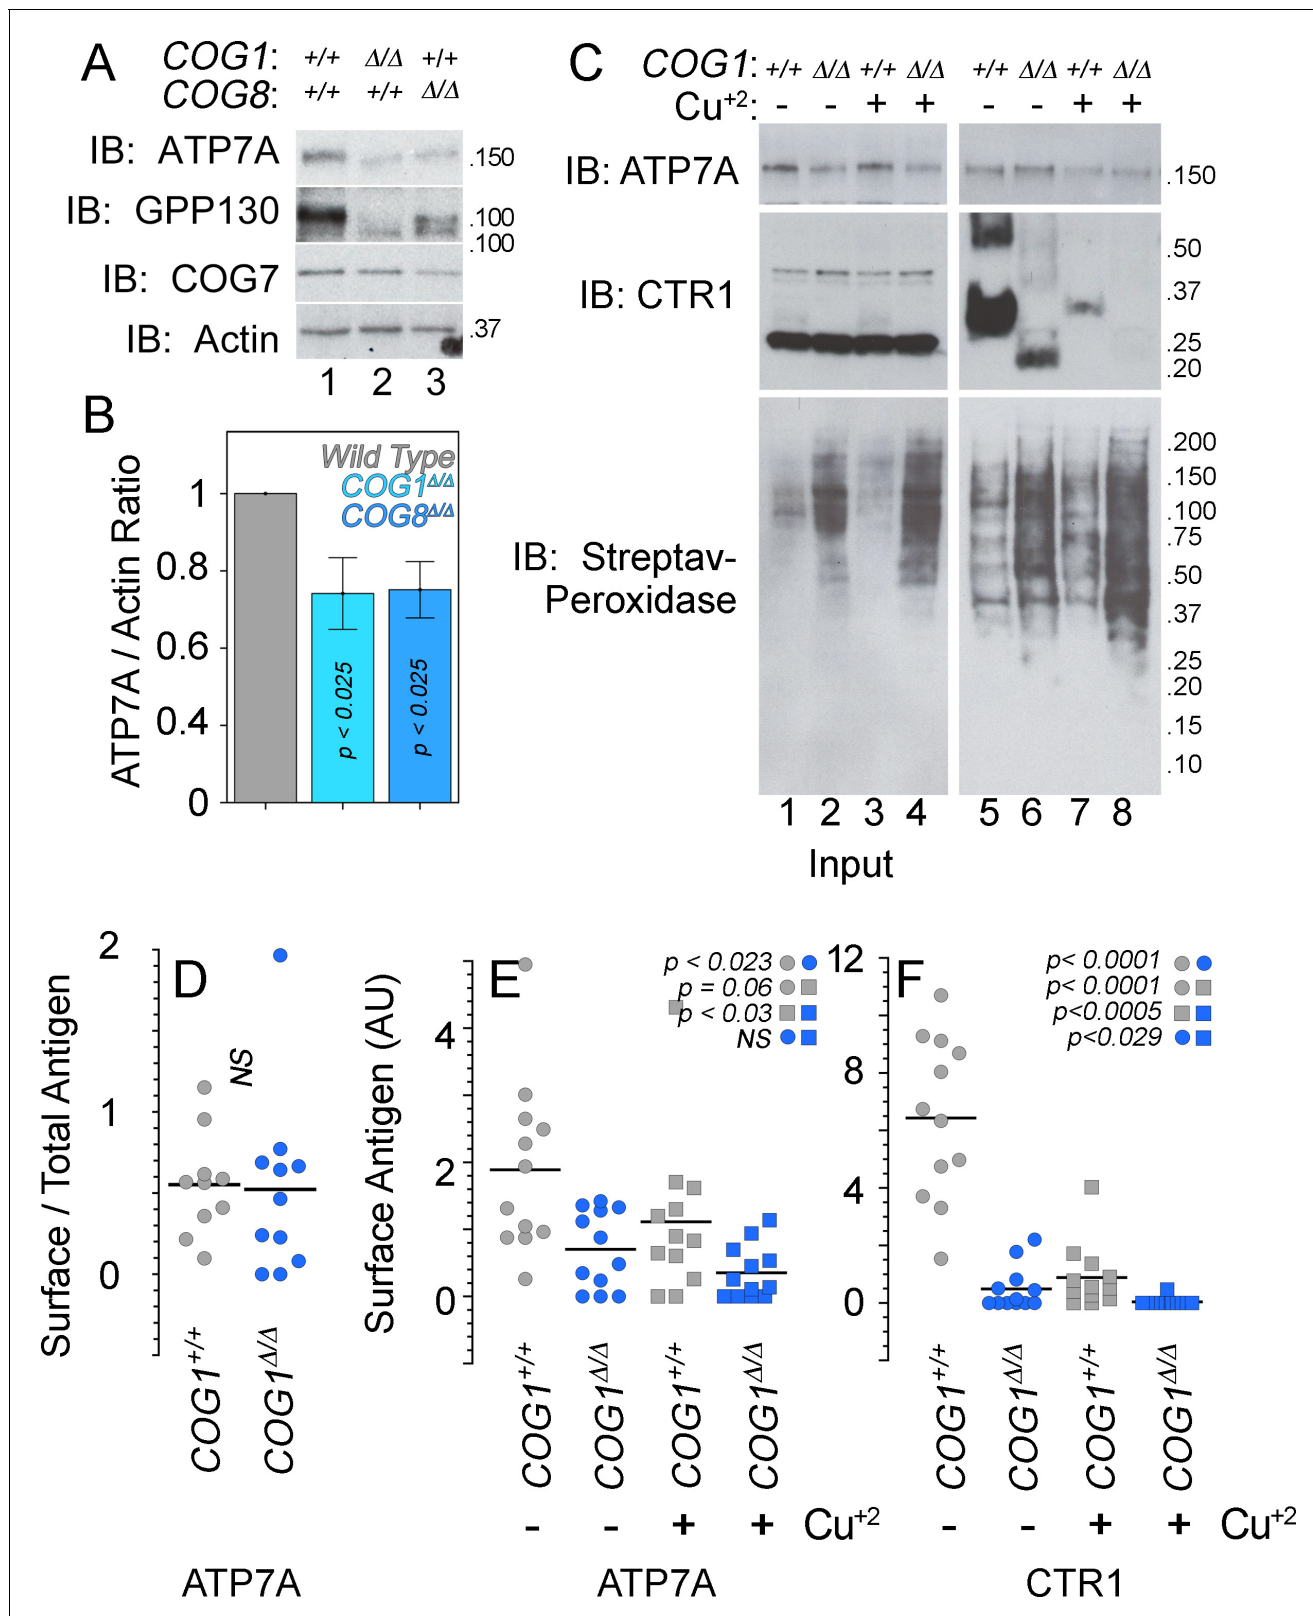 A
COG1: +/+ Δ/Δ +/+
COG8: +/+ +/+ Δ/Δ
IB: ATP7A .150
IB: GPP130 .100
.100
IB: COG7
IB: Actin .37
1 2 3
B
ATP7A / Actin Ratio
1
0.8
0.6
0.4
0
Wild Type
COG1Δ/Δ
COG8Δ/Δ
p < 0.025
p < 0.025
C
COG1: +/+ Δ/Δ +/+ Δ/Δ +/+ Δ/Δ +/+ Δ/Δ
Cu+2: - - + + - - + +
IB: ATP7A .150
IB: CTR1
.50
.37
.25
.20
IB: Streptav-
Peroxidase
.200
.150
.100
.75
.50
.37
.25
.20
.15
.10
1 2 3 4 5 6 7 8
Input
D
Surface / Total Antigen
2
1
0
NS
COG1+/+
COG1Δ/Δ
ATP7A
E
Surface Antigen (AU)
4
2
0
p < 0.023
p = 0.06
p < 0.03
NS
COG1+/+
COG1Δ/Δ
COG1+/+
COG1Δ/Δ
- - + + Cu+2
ATP7A
F
12
8
4
0
p< 0.0001
p< 0.0001
p<0.0005
p<0.029
COG1+/+
COG1Δ/Δ
COG1+/+
COG1Δ/Δ
- - + + Cu+2
CTR1